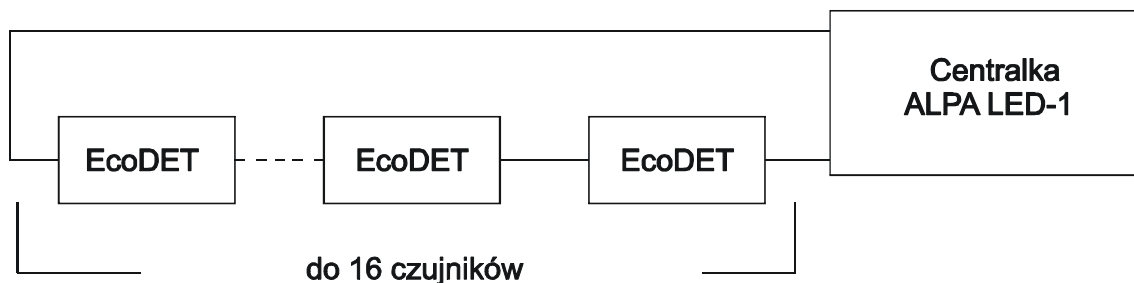 Centralka
ALPA LED-1
EcoDET
EcoDET
EcoDET
do 16 czujników